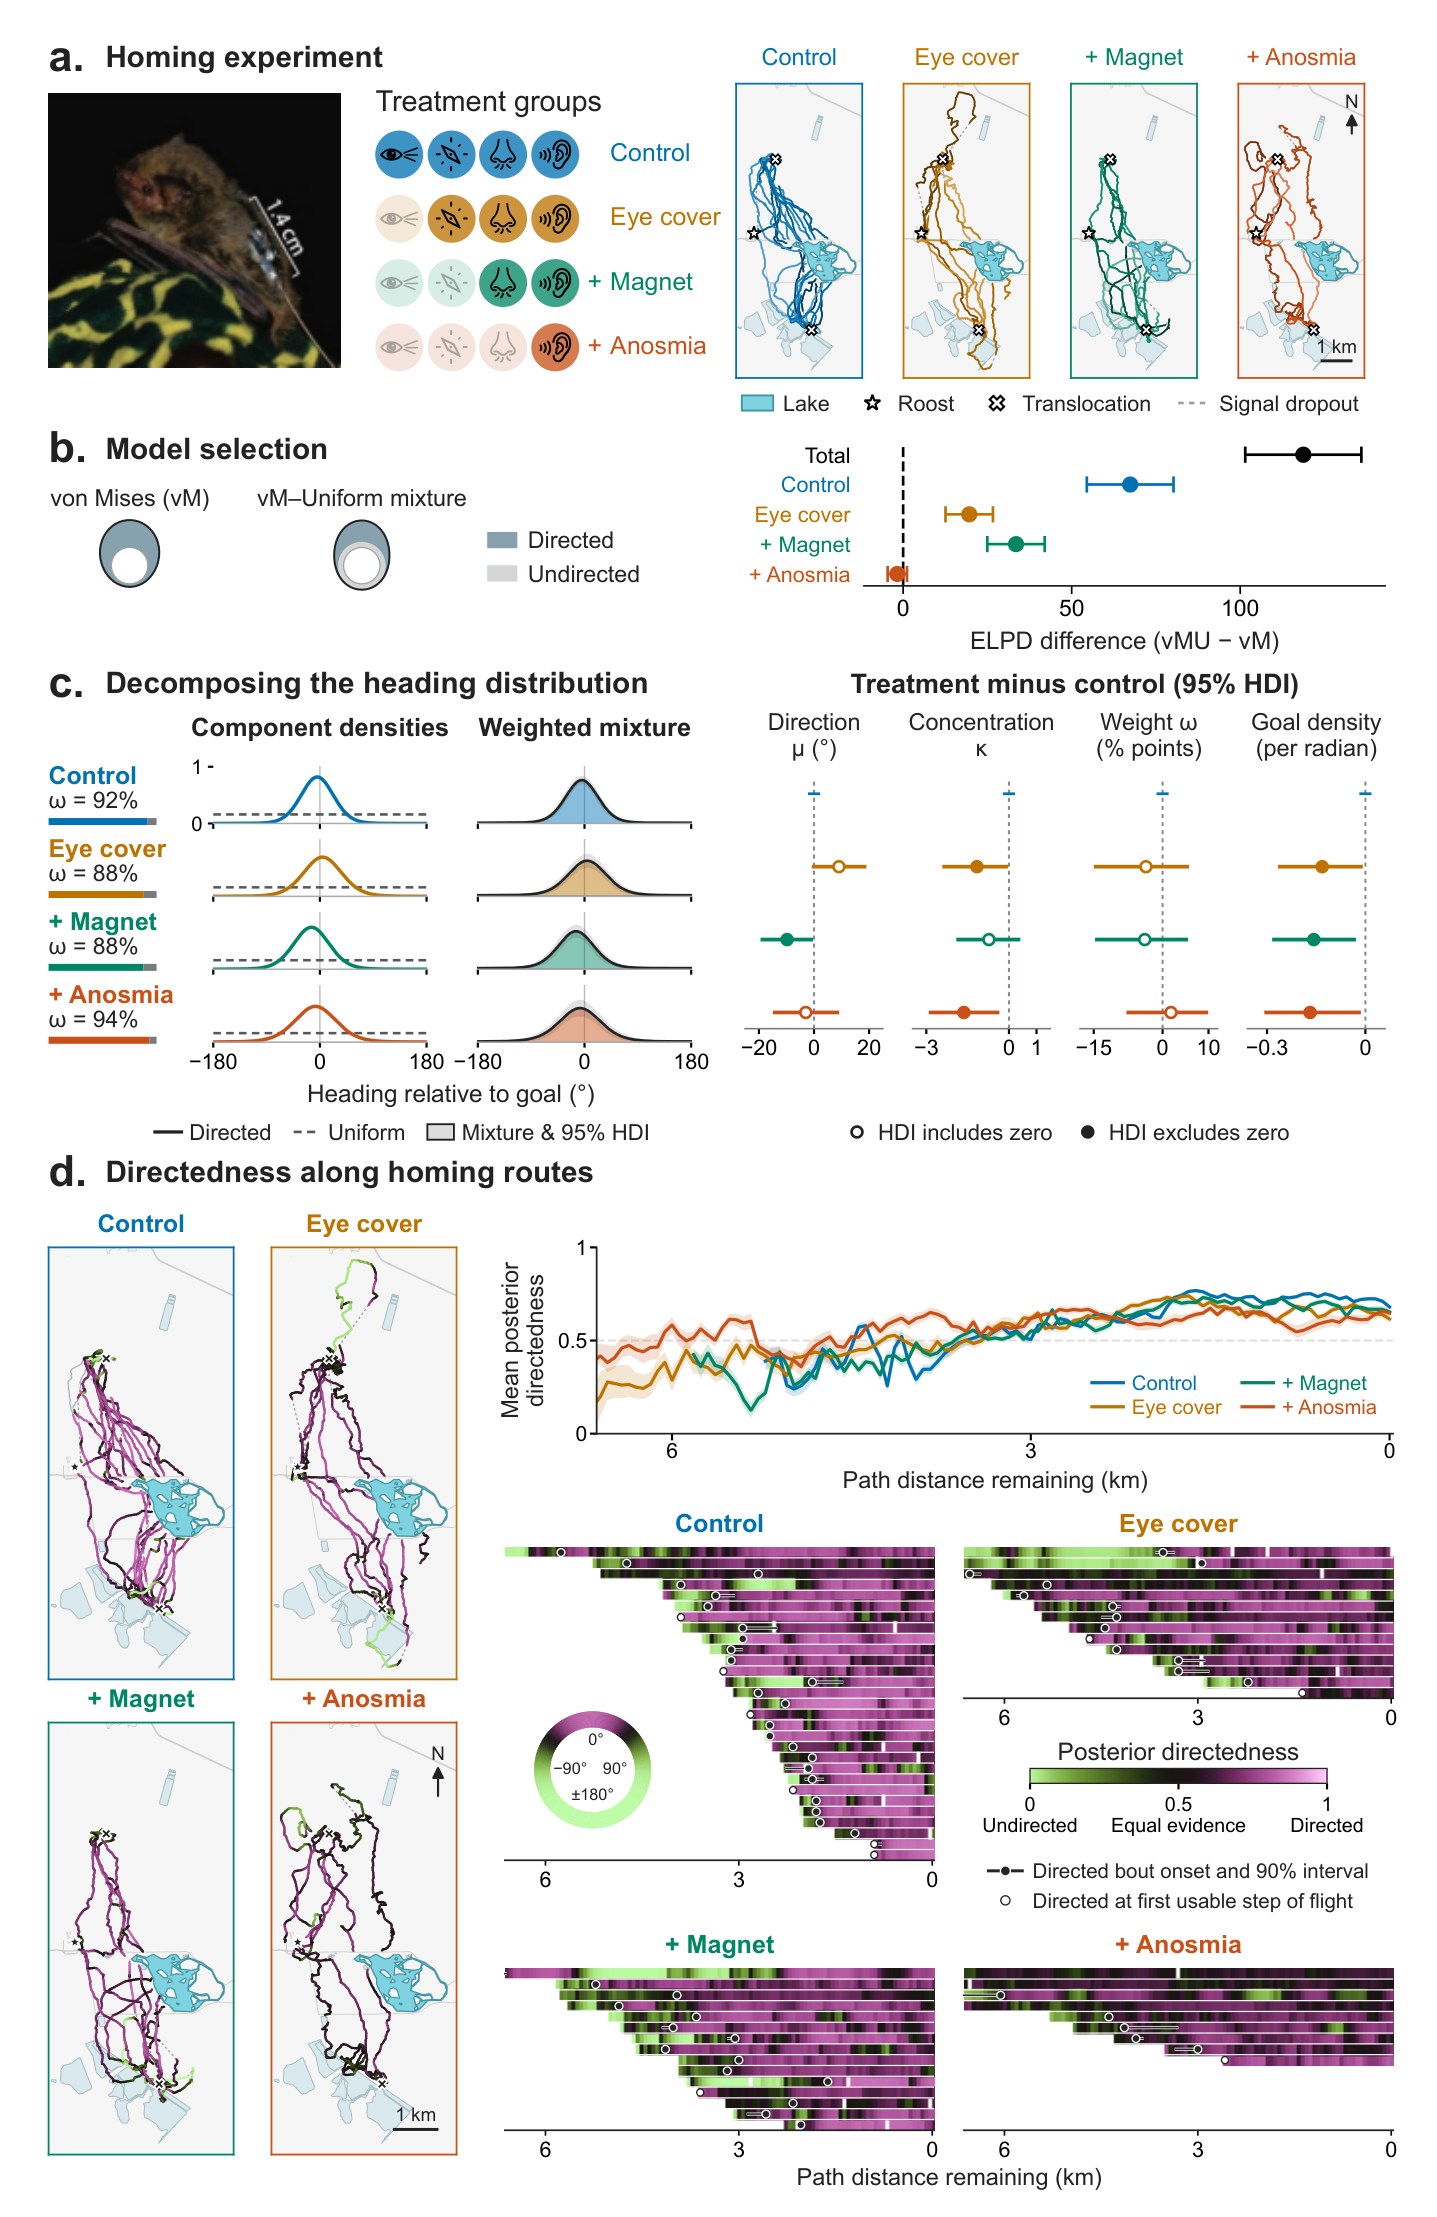 a. Homing experiment
1.4 cm
Treatment groups
Control
Eye cover
+ Magnet
+ Anosmia
Control
Eye cover
+ Magnet
+ Anosmia
N
1 km
Lake
Roost
Translocation
Signal dropout
b. Model selection
von Mises (vM)
vM–Uniform mixture
Directed
Undirected
Total
Control
Eye cover
+ Magnet
+ Anosmia
0 50 100
ELPD difference (vMU − vM)
c. Decomposing the heading distribution
Component densities
Weighted mixture
Control
ω = 92%
Eye cover
ω = 88%
+ Magnet
ω = 88%
+ Anosmia
ω = 94%
1
0
−180 0 180
−180 0 180
Heading relative to goal (°)
Directed
Uniform
Mixture & 95% HDI
Treatment minus control (95% HDI)
Direction
μ (°)
Concentration
κ
Weight ω
(% points)
Goal density
(per radian)
−20 0 20
−3 0 1
−15 0 10
−0.3 0
HDI includes zero
HDI excludes zero
d. Directedness along homing routes
Control
Eye cover
+ Magnet
+ Anosmia
N
1 km
Mean posterior
directedness
1
0.5
0
6 3 0
Control
Eye cover
+ Magnet
+ Anosmia
Path distance remaining (km)
Control
0°
−90° 90°
±180°
6 3 0
Eye cover
6 3 0
Posterior directedness
0 0.5 1
Undirected Equal evidence Directed
Directed bout onset and 90% interval
Directed at first usable step of flight
+ Magnet
6 3 0
+ Anosmia
6 3 0
Path distance remaining (km)